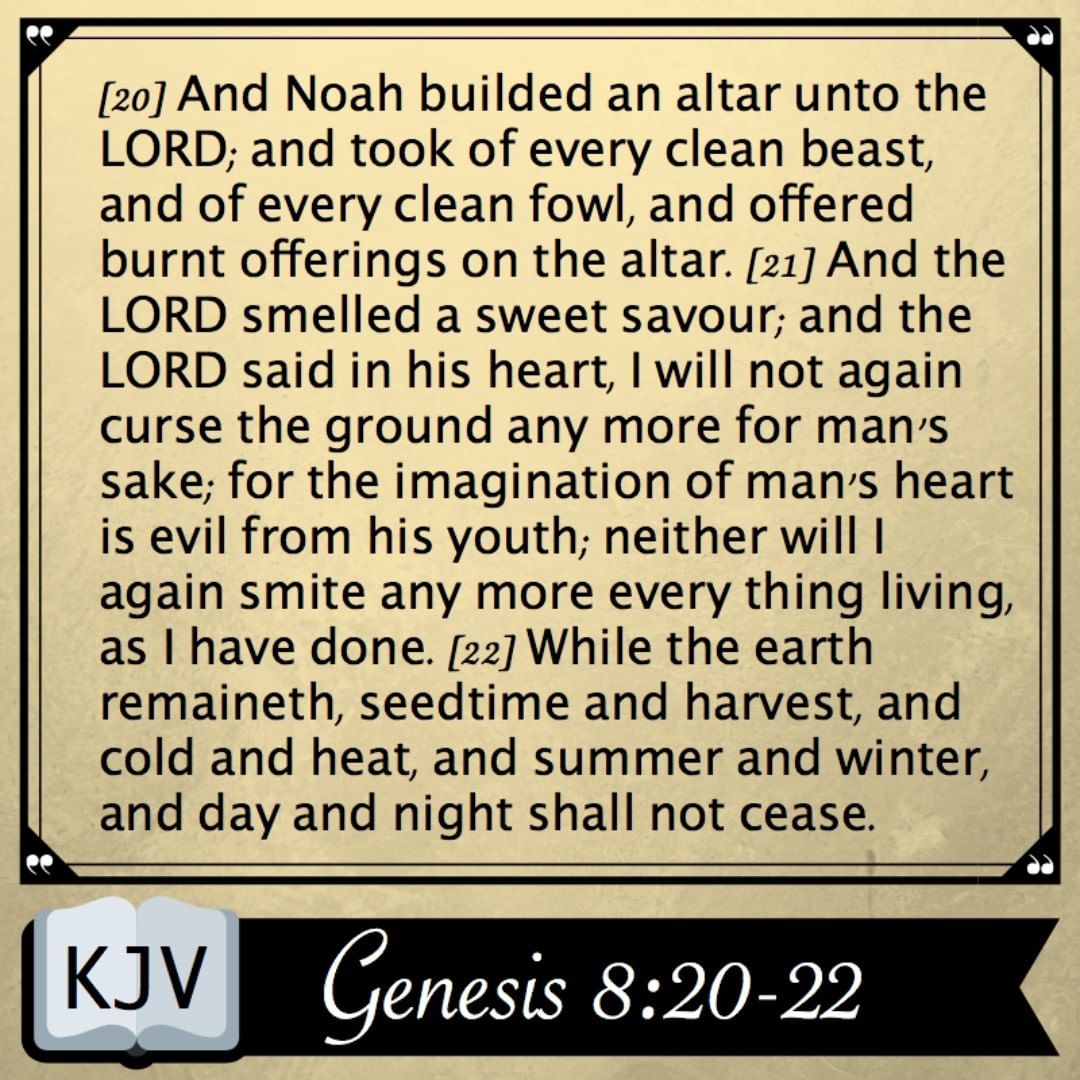 [20] And Noah builded an altar unto the
LORD; and took of every clean beast,
and of every clean fowl, and offered
burnt offerings on the altar. [21] And the
LORD smelled a sweet savour; and the
LORD said in his heart, I will not again
curse the ground any more for man's
sake; for the imagination of man's heart
is evil from his youth; neither will I
again smite any more every thing living,
as I have done. [22] While the earth
remaineth, seedtime and harvest, and
cold and heat, and summer and winter,
and day and night shall not cease.
KJV
Genesis 8:20-22